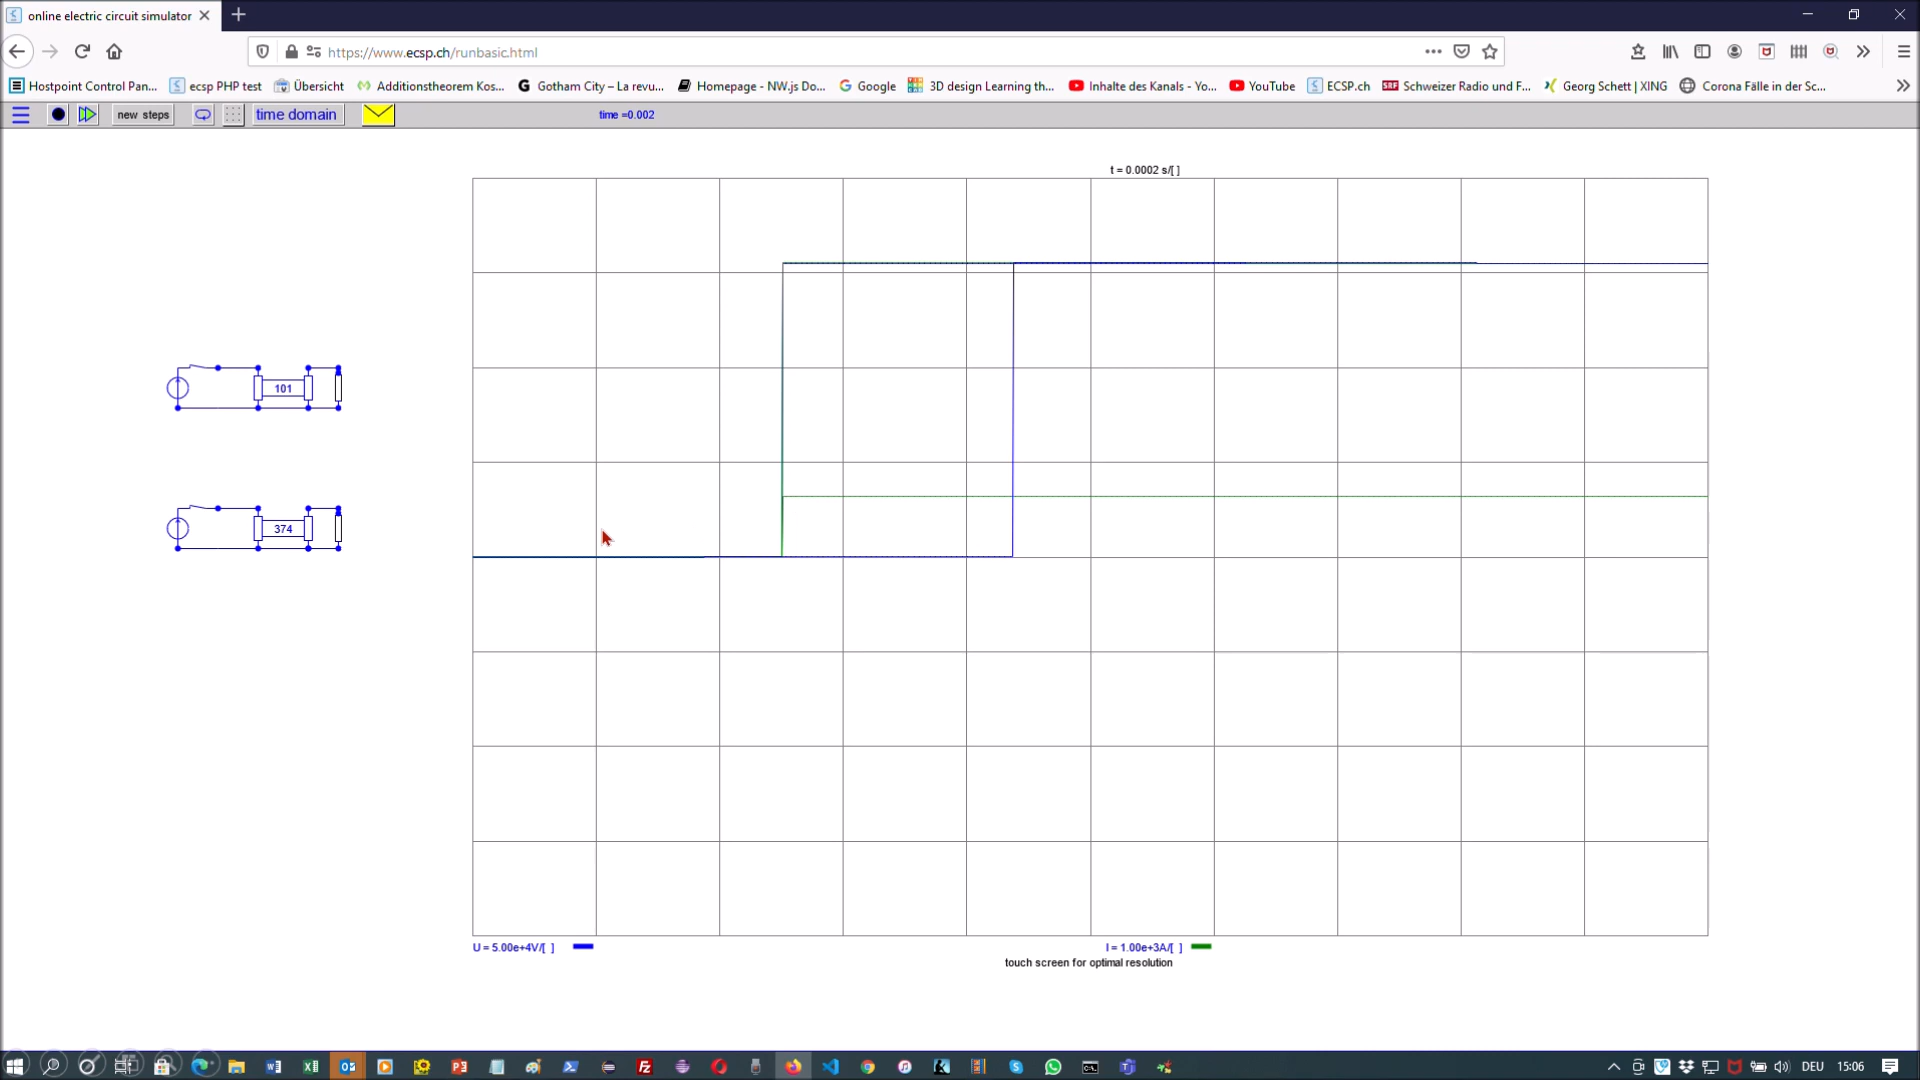 online electric circuit simulator
https://www.ecsp.ch/runbasic.html
Hostpoint Control Pan... ecsp PHP test Übersicht Additionstheorem Kos... Gotham City – La revu... Homepage - NW.js Do... Google 3D design Learning th... Inhalte des Kanals - Yo... YouTube ECSP.ch SRF Schweizer Radio und F... Georg Schett | XING Corona Fälle in der Sc...
new steps time domain time =0.002
t = 0.0002 s/[ ]
101
374
U = 5.00e+4V/[ ] I = 1.00e+3A/[ ]
touch screen for optimal resolution
DEU 15:06